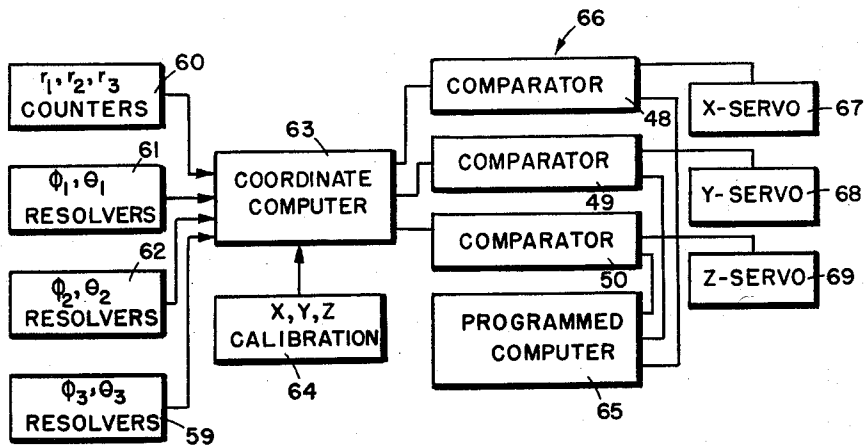 r₁, r₂, r₃
COUNTERS
60
ϕ₁, θ₁
RESOLVERS
61
ϕ₂, θ₂
RESOLVERS
62
ϕ₃, θ₃
RESOLVERS
59
COORDINATE
COMPUTER
63
X, Y, Z
CALIBRATION
64
66
COMPARATOR
48
COMPARATOR
49
COMPARATOR
50
PROGRAMMED
COMPUTER
65
X-SERVO
67
Y-SERVO
68
Z-SERVO
69